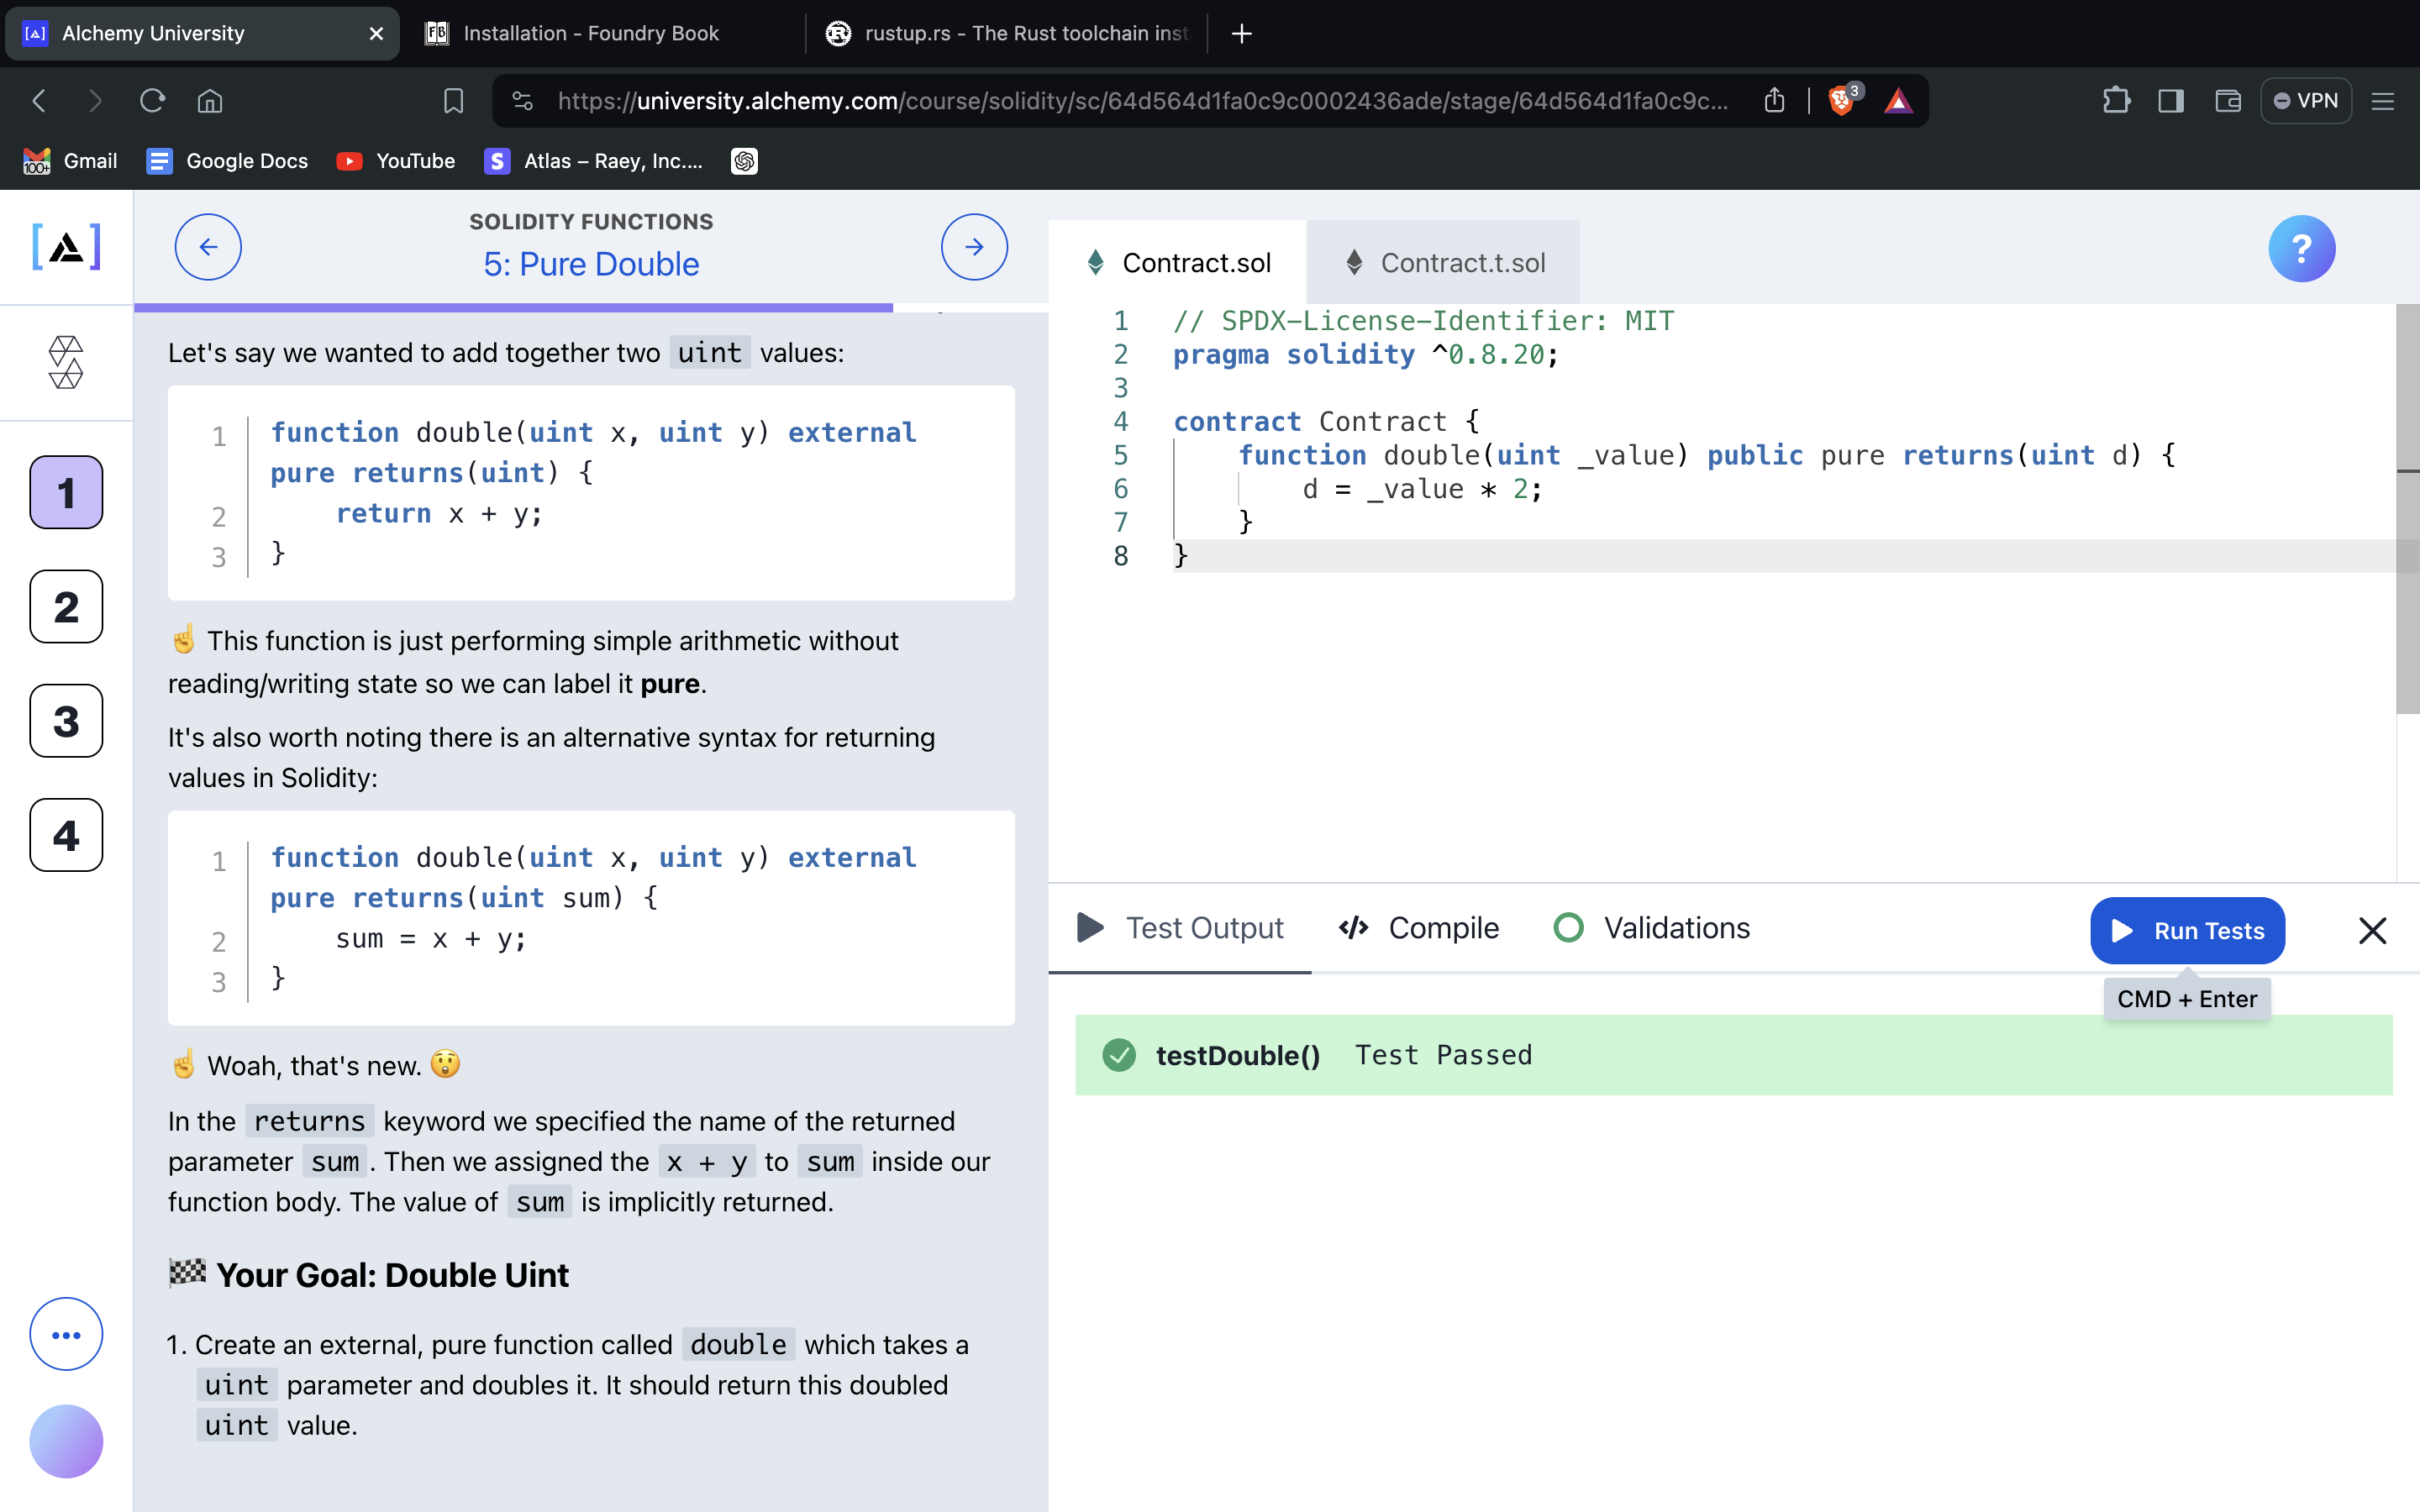 Alchemy University
Installation - Foundry Book
rustup.rs - The Rust toolchain inst
https://university.alchemy.com/course/solidity/sc/64d564d1fa0c9c0002436ade/stage/64d564d1fa0c9c...
3
VPN
100+
Gmail
Google Docs
YouTube
S
Atlas – Raey, Inc....
SOLIDITY FUNCTIONS
5: Pure Double
1
2
3
4
Let's say we wanted to add together two uint values:
1 function double(uint x, uint y) external
pure returns(uint) {
2 return x + y;
3 }
☝ This function is just performing simple arithmetic without
reading/writing state so we can label it pure.
It's also worth noting there is an alternative syntax for returning
values in Solidity:
1 function double(uint x, uint y) external
pure returns(uint sum) {
2 sum = x + y;
3 }
☝ Woah, that's new. 😲
In the returns keyword we specified the name of the returned
parameter sum. Then we assigned the x + y to sum inside our
function body. The value of sum is implicitly returned.
🏁 Your Goal: Double Uint
1. Create an external, pure function called double which takes a
uint parameter and doubles it. It should return this doubled
uint value.
Contract.sol
Contract.t.sol
?
1 // SPDX-License-Identifier: MIT
2 pragma solidity ^0.8.20;
3
4 contract Contract {
5 function double(uint _value) public pure returns(uint d) {
6 d = _value * 2;
7 }
8 }
Test Output
Compile
Validations
Run Tests
CMD + Enter
testDouble() Test Passed